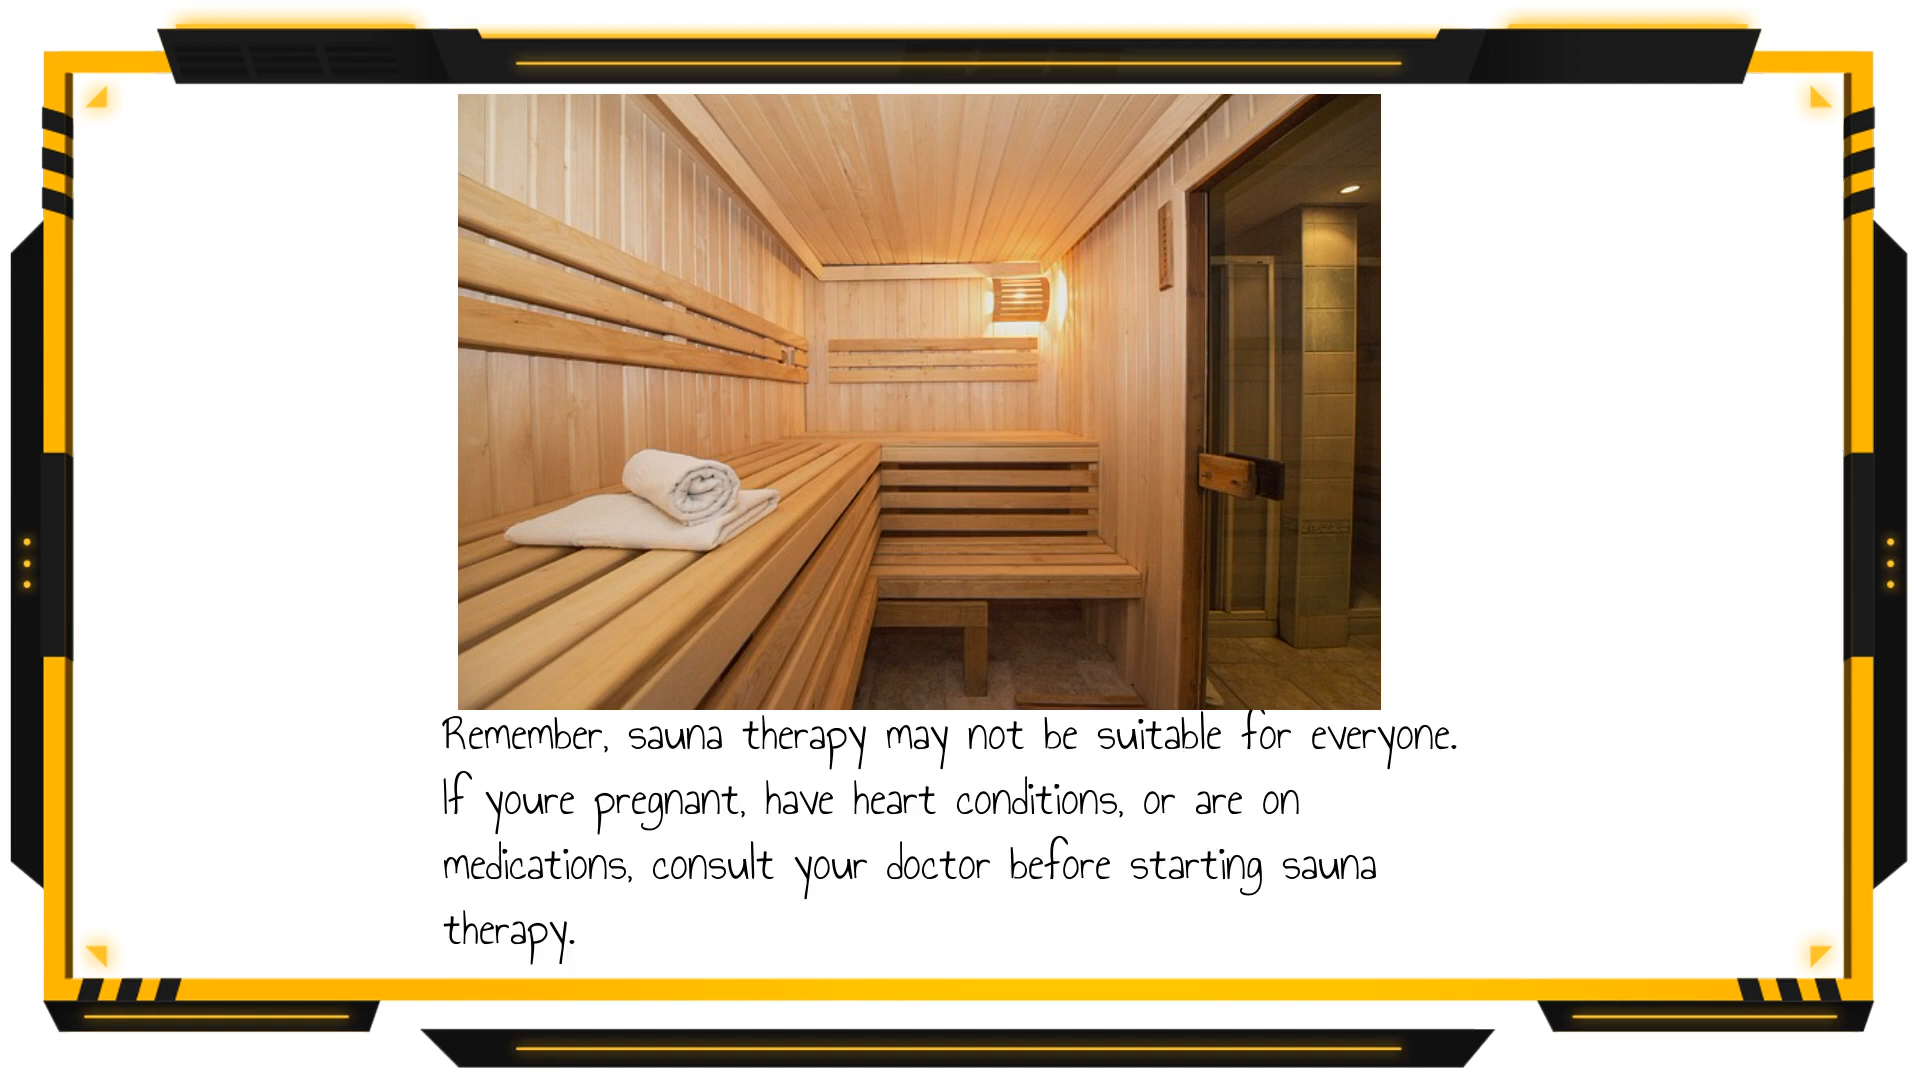 Remember, sauna therapy may not be suitable for everyone.
If youre pregnant, have heart conditions, or are on
medications, consult your doctor before starting sauna
therapy.